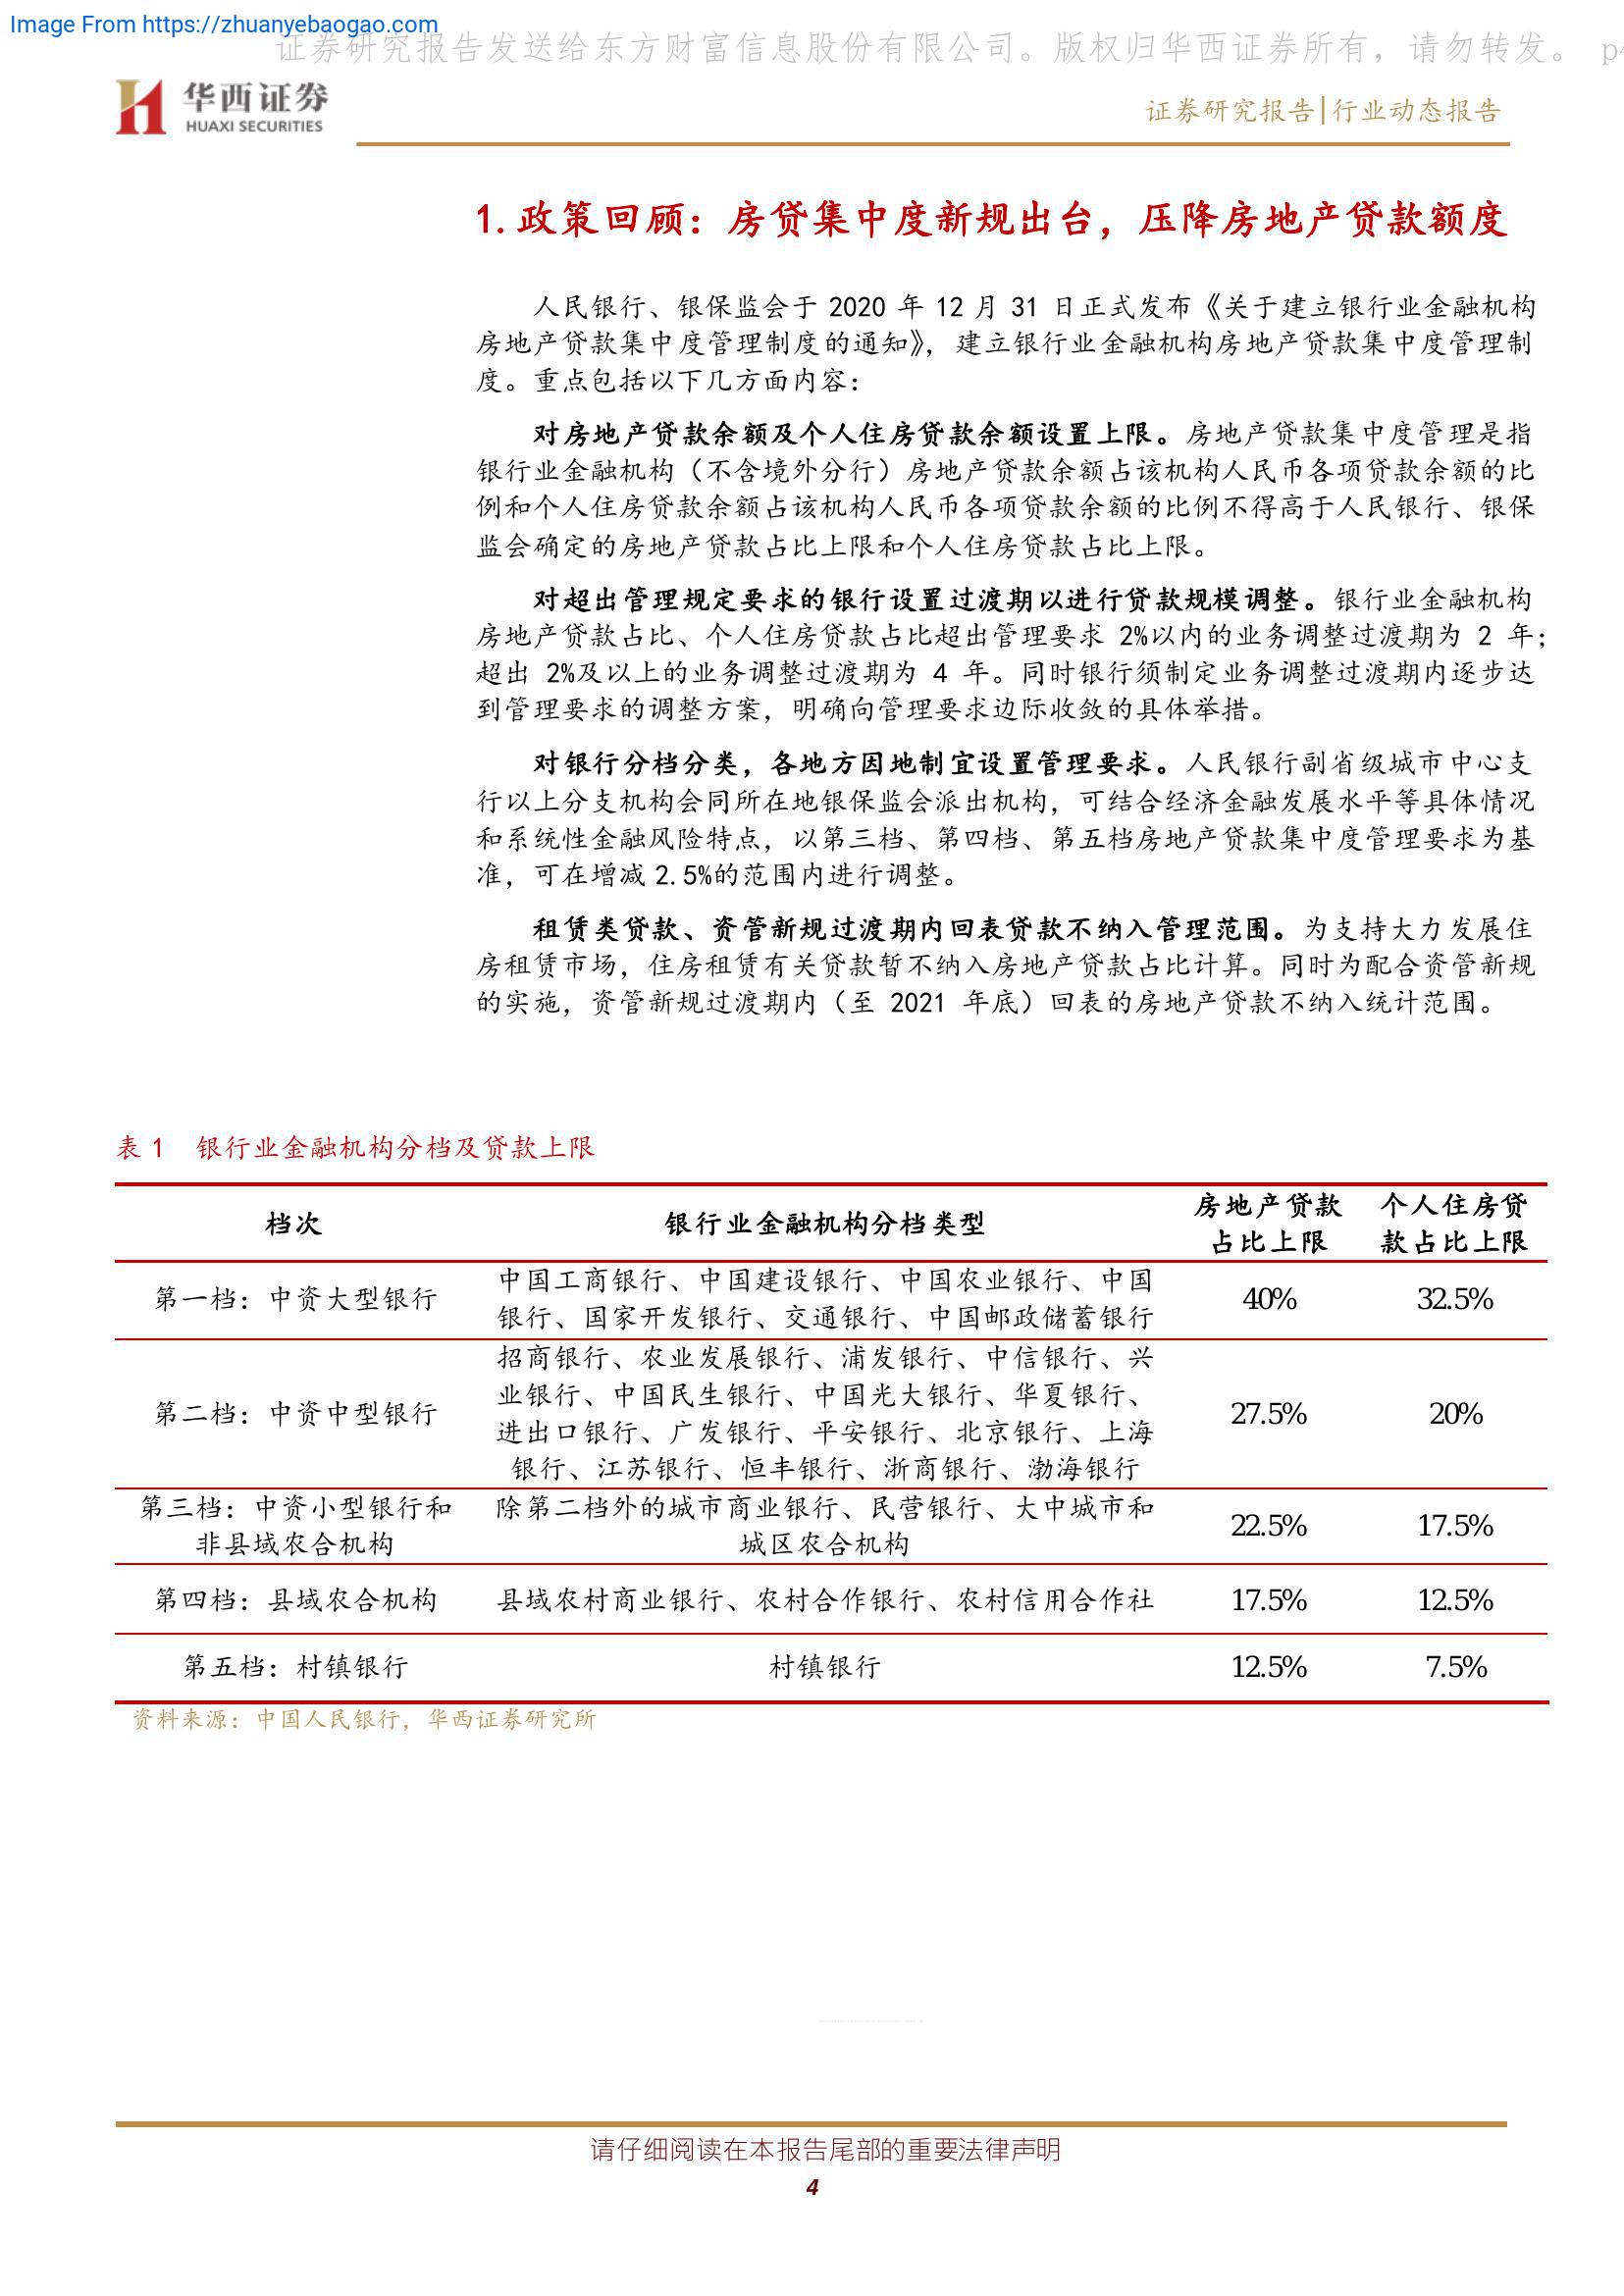 Image From https://zhuanyebaogao.com
证券研究报告发送给东方财富信息股份有限公司。版权归华西证券所有，请勿转发。 p4
华西证券
HUAXI SECURITIES
证券研究报告|行业动态报告
1.政策回顾：房贷集中度新规出台，压降房地产贷款额度
人民银行、银保监会于 2020 年 12 月 31 日正式发布《关于建立银行业金融机构
房地产贷款集中度管理制度的通知》，建立银行业金融机构房地产贷款集中度管理制
度。重点包括以下几方面内容：
对房地产贷款余额及个人住房贷款余额设置上限。房地产贷款集中度管理是指
银行业金融机构（不含境外分行）房地产贷款余额占该机构人民币各项贷款余额的比
例和个人住房贷款余额占该机构人民币各项贷款余额的比例不得高于人民银行、银保
监会确定的房地产贷款占比上限和个人住房贷款占比上限。
对超出管理规定要求的银行设置过渡期以进行贷款规模调整。银行业金融机构
房地产贷款占比、个人住房贷款占比超出管理要求 2%以内的业务调整过渡期为 2 年；
超出 2%及以上的业务调整过渡期为 4 年。同时银行须制定业务调整过渡期内逐步达
到管理要求的调整方案，明确向管理要求边际收敛的具体举措。
对银行分档分类，各地方因地制宜设置管理要求。人民银行副省级城市中心支
行以上分支机构会同所在地银保监会派出机构，可结合经济金融发展水平等具体情况
和系统性金融风险特点，以第三档、第四档、第五档房地产贷款集中度管理要求为基
准，可在增减 2.5%的范围内进行调整。
租赁类贷款、资管新规过渡期内回表贷款不纳入管理范围。为支持大力发展住
房租赁市场，住房租赁有关贷款暂不纳入房地产贷款占比计算。同时为配合资管新规
的实施，资管新规过渡期内（至 2021 年底）回表的房地产贷款不纳入统计范围。
表 1 银行业金融机构分档及贷款上限
档次 银行业金融机构分档类型 房地产贷款 个人住房贷
占比上限 款占比上限
中国工商银行、中国建设银行、中国农业银行、中国
第一档：中资大型银行 40% 32.5%
银行、国家开发银行、交通银行、中国邮政储蓄银行
招商银行、农业发展银行、浦发银行、中信银行、兴
业银行、中国民生银行、中国光大银行、华夏银行、
第二档：中资中型银行 27.5% 20%
进出口银行、广发银行、平安银行、北京银行、上海
银行、江苏银行、恒丰银行、浙商银行、渤海银行
第三档：中资小型银行和 除第二档外的城市商业银行、民营银行、大中城市和 22.5% 17.5%
非县域农合机构 城区农合机构
第四档：县域农合机构 县域农村商业银行、农村合作银行、农村信用合作社 17.5% 12.5%
第五档：村镇银行 村镇银行 12.5% 7.5%
资料来源：中国人民银行，华西证券研究所
请仔细阅读在本报告尾部的重要法律声明
4